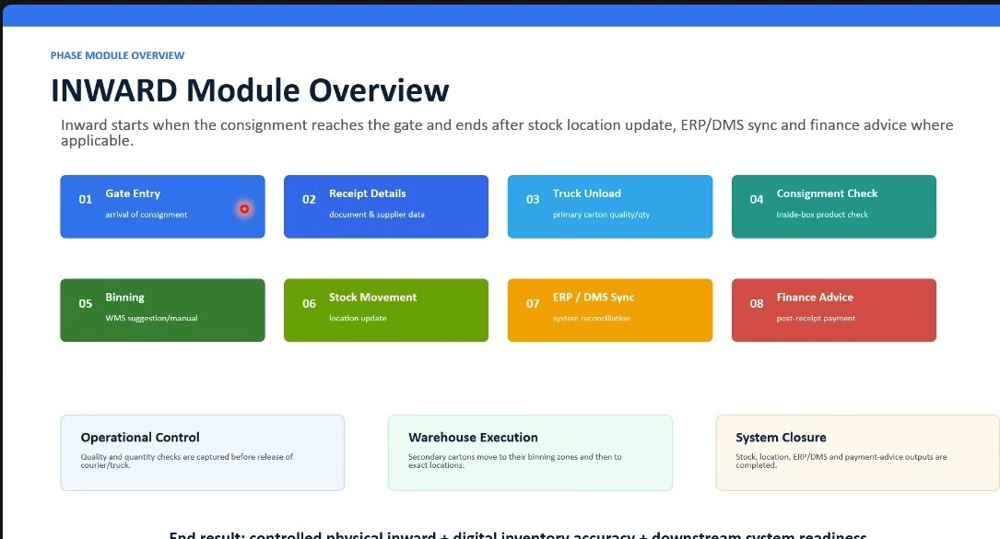 PHASE MODULE OVERVIEW
INWARD Module Overview
Inward starts when the consignment reaches the gate and ends after stock location update, ERP/DMS sync and finance advice where
applicable.
01 Gate Entry
arrival of consignment
02 Receipt Details
document & supplier data
03 Truck Unload
primary carton quality/qty
04 Consignment Check
inside-box product check
05 Binning
WMS suggestion/manual
06 Stock Movement
location update
07 ERP / DMS Sync
system reconciliation
08 Finance Advice
post-receipt payment
Operational Control
Quality and quantity checks are captured before release of
courier/truck.
Warehouse Execution
Secondary cartons move to their binning zones and then to
exact locations.
System Closure
Stock, location, ERP/DMS and payment-advice outputs are
completed.
End result: controlled physical inward + digital inventory accuracy + downstream system readiness